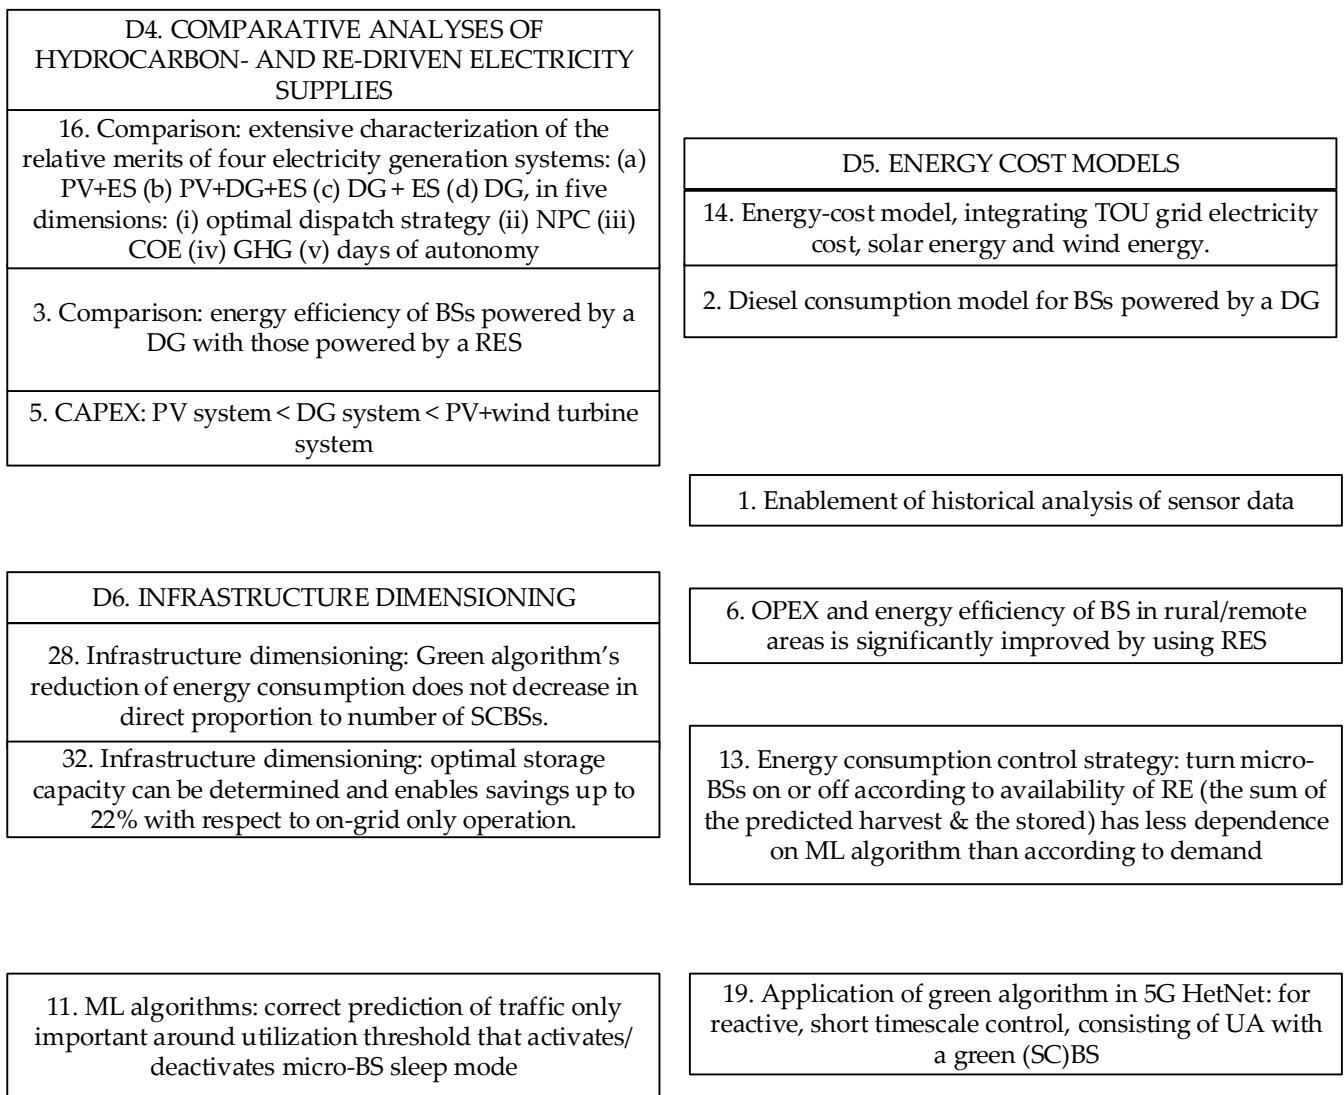 D4. COMPARATIVE ANALYSES OF
HYDROCARBON- AND RE-DRIVEN ELECTRICITY
SUPPLIES
16. Comparison: extensive characterization of the
relative merits of four electricity generation systems: (a)
PV+ES (b) PV+DG+ES (c) DG + ES (d) DG, in five
dimensions: (i) optimal dispatch strategy (ii) NPC (iii)
COE (iv) GHG (v) days of autonomy
3. Comparison: energy efficiency of BSs powered by a
DG with those powered by a RES
5. CAPEX: PV system < DG system < PV+wind turbine
system
D5. ENERGY COST MODELS
14. Energy-cost model, integrating TOU grid electricity
cost, solar energy and wind energy.
2. Diesel consumption model for BSs powered by a DG
1. Enablement of historical analysis of sensor data
D6. INFRASTRUCTURE DIMENSIONING
28. Infrastructure dimensioning: Green algorithm's
reduction of energy consumption does not decrease in
direct proportion to number of SCBSs.
32. Infrastructure dimensioning: optimal storage
capacity can be determined and enables savings up to
22% with respect to on-grid only operation.
6. OPEX and energy efficiency of BS in rural/remote
areas is significantly improved by using RES
13. Energy consumption control strategy: turn micro-
BSs on or off according to availability of RE (the sum of
the predicted harvest & the stored) has less dependence
on ML algorithm than according to demand
11. ML algorithms: correct prediction of traffic only
important around utilization threshold that activates/
deactivates micro-BS sleep mode
19. Application of green algorithm in 5G HetNet: for
reactive, short timescale control, consisting of UA with
a green (SC)BS